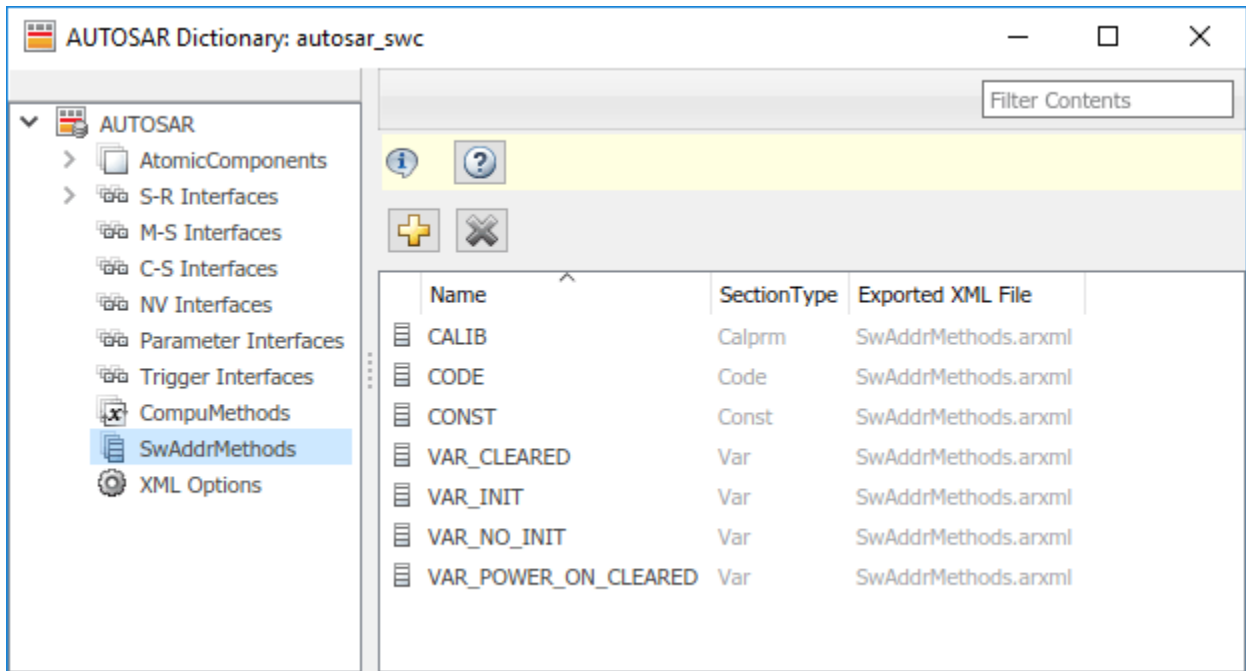 AUTOSAR Dictionary: autosar_swc
Filter Contents
AUTOSAR
AtomicComponents
S-R Interfaces
M-S Interfaces
C-S Interfaces
NV Interfaces
Parameter Interfaces
Trigger Interfaces
CompuMethods
SwAddrMethods
XML Options
Name SectionType Exported XML File
CALIB Calprm SwAddrMethods.arxml
CODE Code SwAddrMethods.arxml
CONST Const SwAddrMethods.arxml
VAR_CLEARED Var SwAddrMethods.arxml
VAR_INIT Var SwAddrMethods.arxml
VAR_NO_INIT Var SwAddrMethods.arxml
VAR_POWER_ON_CLEARED Var SwAddrMethods.arxml